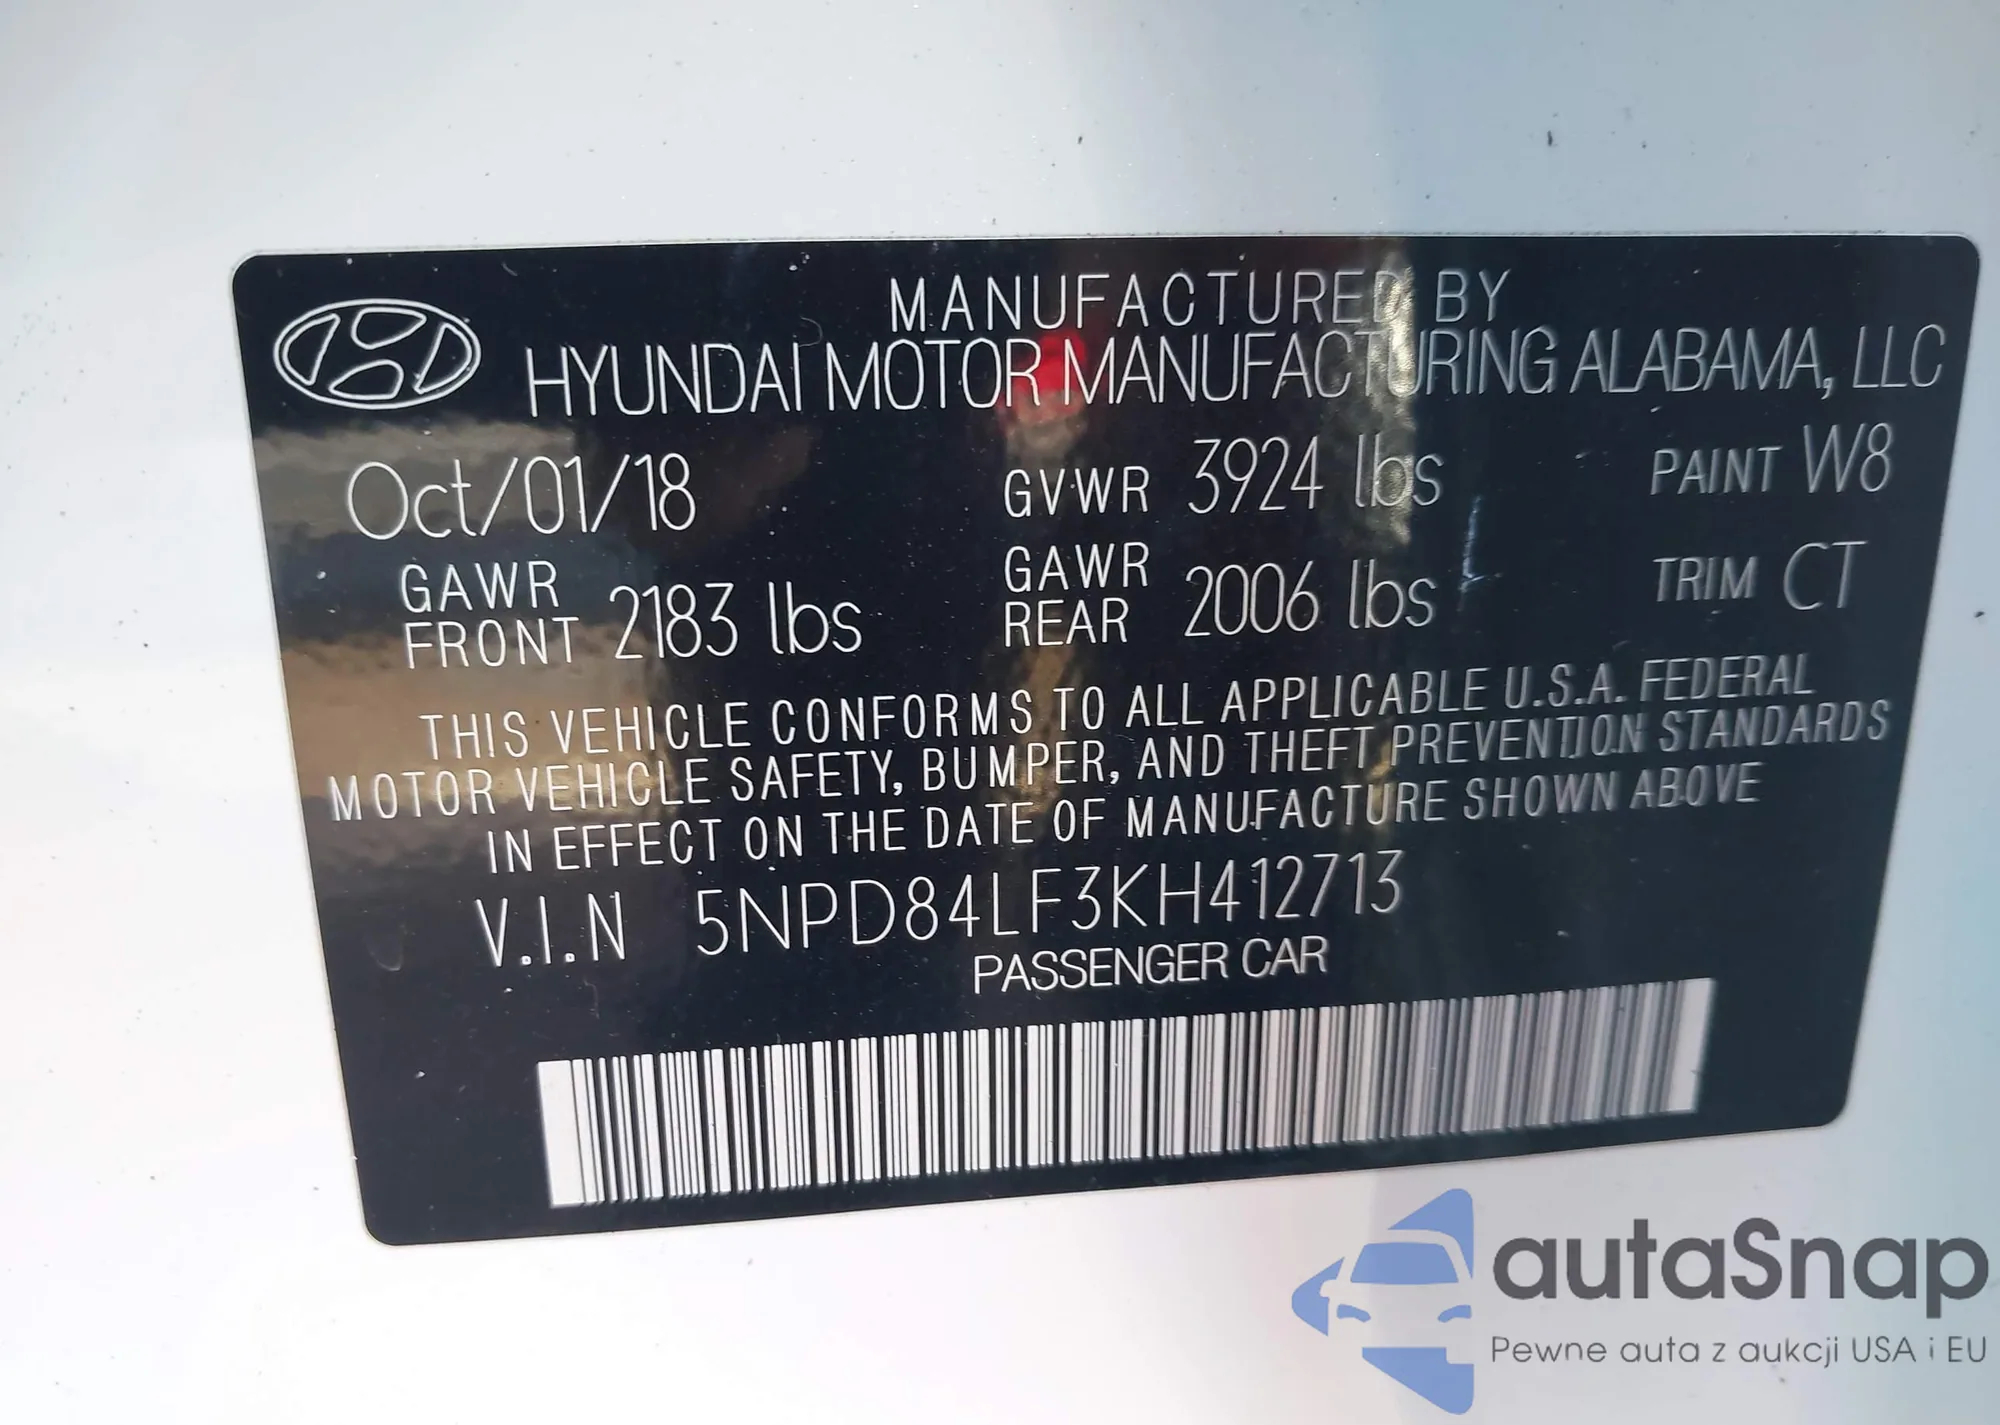 MANUFACTURED BY
HYUNDAI MOTOR MANUFACTURING ALABAMA, LLC
Oct/01/18 GVWR 3924 lbs PAINT W8
GAWR FRONT 2183 lbs GAWR REAR 2006 lbs TRIM CT
THIS VEHICLE CONFORMS TO ALL APPLICABLE U.S.A. FEDERAL
MOTOR VEHICLE SAFETY, BUMPER, AND THEFT PREVENTION STANDARDS
IN EFFECT ON THE DATE OF MANUFACTURE SHOWN ABOVE
V.I.N 5NPD84LF3KH412713
PASSENGER CAR
autaSnap
Pewne auta z aukcji USA i EU